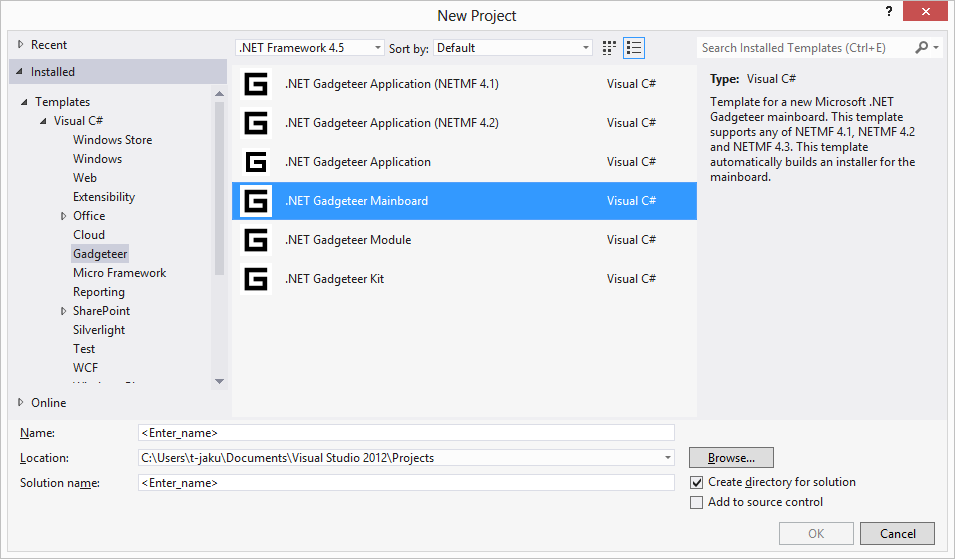 New Project
?
Recent
Installed
Templates
Visual C#
Windows Store
Windows
Web
Extensibility
Office
Cloud
Gadgeteer
Micro Framework
Reporting
SharePoint
Silverlight
Test
WCF
Online
.NET Framework 4.5
Sort by: Default
.NET Gadgeteer Application (NETMF 4.1) Visual C#
.NET Gadgeteer Application (NETMF 4.2) Visual C#
.NET Gadgeteer Application Visual C#
.NET Gadgeteer Mainboard Visual C#
.NET Gadgeteer Module Visual C#
.NET Gadgeteer Kit Visual C#
Search Installed Templates (Ctrl+E)
Type: Visual C#
Template for a new Microsoft .NET
Gadgeteer mainboard. This template
supports any of NETMF 4.1, NETMF 4.2
and NETMF 4.3. This template
automatically builds an installer for the
mainboard.
Name: <Enter_name>
Location: C:\Users\t-jaku\Documents\Visual Studio 2012\Projects
Browse...
Solution name: <Enter_name>
Create directory for solution
Add to source control
OK
Cancel